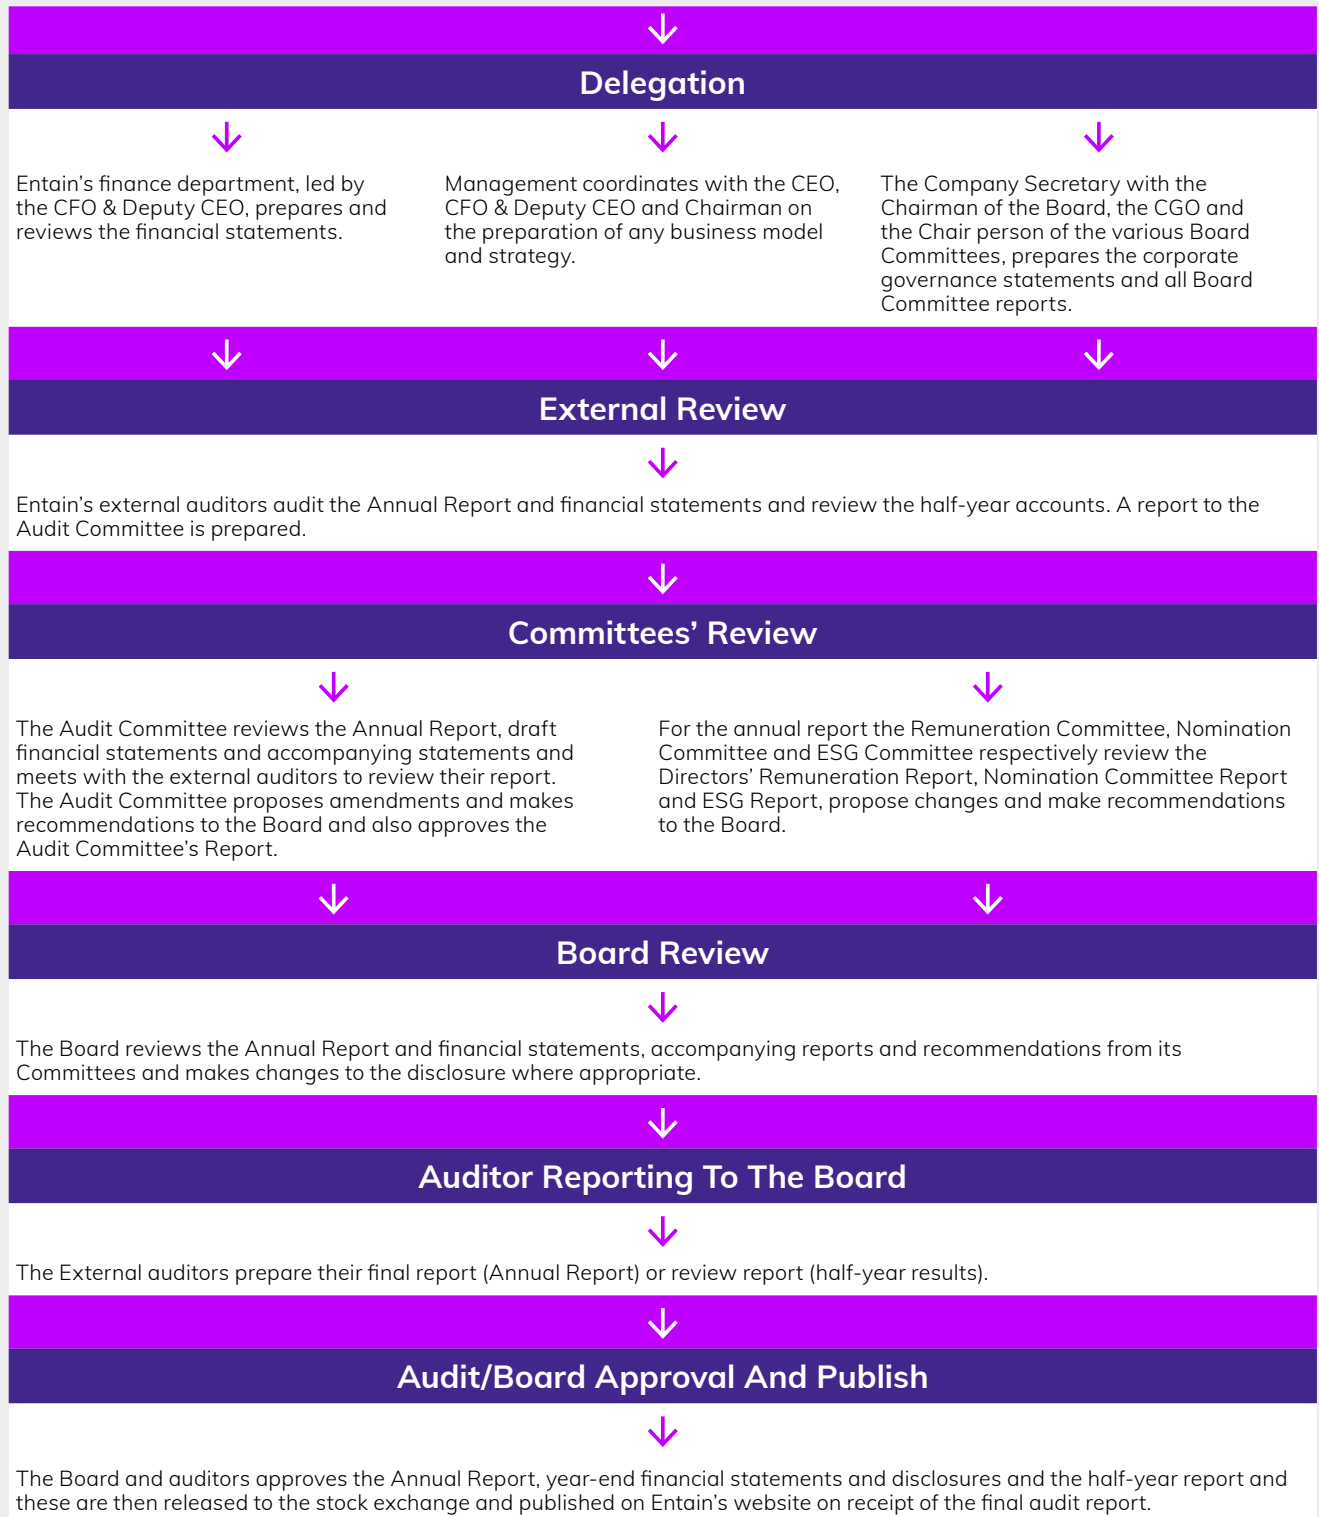 Delegation
Entain’s finance department, led by
the CFO & Deputy CEO, prepares and
reviews the financial statements.
Management coordinates with the CEO,
CFO & Deputy CEO and Chairman on
the preparation of any business model
and strategy.
The Company Secretary with the
Chairman of the Board, the CGO and
the Chair person of the various Board
Committees, prepares the corporate
governance statements and all Board
Committee reports.
External Review
Entain’s external auditors audit the Annual Report and financial statements and review the half-year accounts. A report to the
Audit Committee is prepared.
Committees’ Review
The Audit Committee reviews the Annual Report, draft
financial statements and accompanying statements and
meets with the external auditors to review their report.
The Audit Committee proposes amendments and makes
recommendations to the Board and also approves the
Audit Committee’s Report.
For the annual report the Remuneration Committee, Nomination
Committee and ESG Committee respectively review the
Directors’ Remuneration Report, Nomination Committee Report
and ESG Report, propose changes and make recommendations
to the Board.
Board Review
The Board reviews the Annual Report and financial statements, accompanying reports and recommendations from its
Committees and makes changes to the disclosure where appropriate.
Auditor Reporting To The Board
The External auditors prepare their final report (Annual Report) or review report (half-year results).
Audit/Board Approval And Publish
The Board and auditors approves the Annual Report, year-end financial statements and disclosures and the half-year report and
these are then released to the stock exchange and published on Entain’s website on receipt of the final audit report.